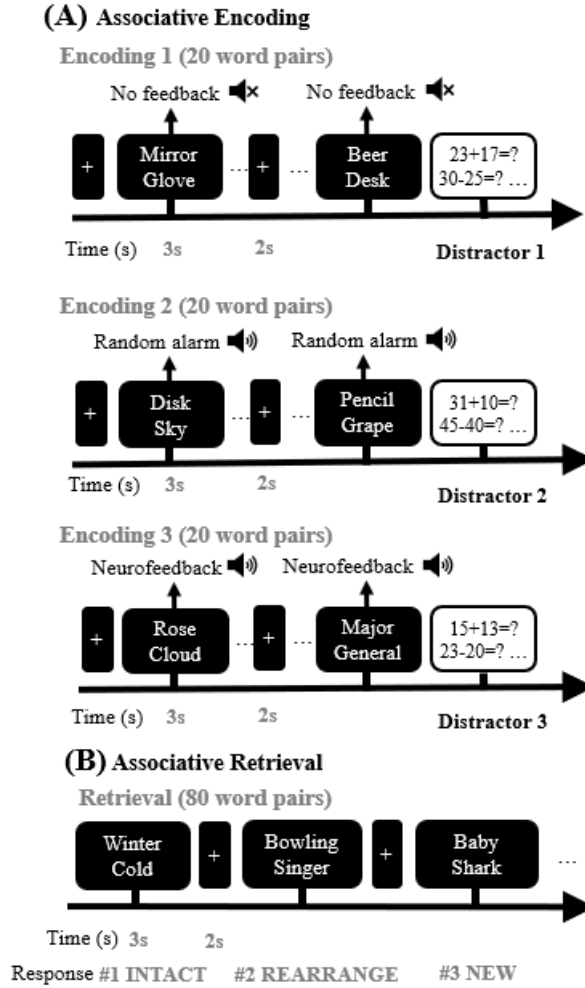 (A) Associative Encoding
Encoding 1 (20 word pairs)
No feedback No feedback
+ Mirror Glove ... + ... Beer Desk 23+17=? 30-25=? ...
Time (s) 3s 2s Distractor 1
Encoding 2 (20 word pairs)
Random alarm Random alarm
+ Disk Sky ... + ... Pencil Grape 31+10=? 45-40=? ...
Time (s) 3s 2s Distractor 2
Encoding 3 (20 word pairs)
Neurofeedback Neurofeedback
+ Rose Cloud ... + ... Major General 15+13=? 23-20=? ...
Time (s) 3s 2s Distractor 3
(B) Associative Retrieval
Retrieval (80 word pairs)
Winter Cold + Bowling Singer + Baby Shark ...
Time (s) 3s 2s
Response #1 INTACT #2 REARRANGE #3 NEW